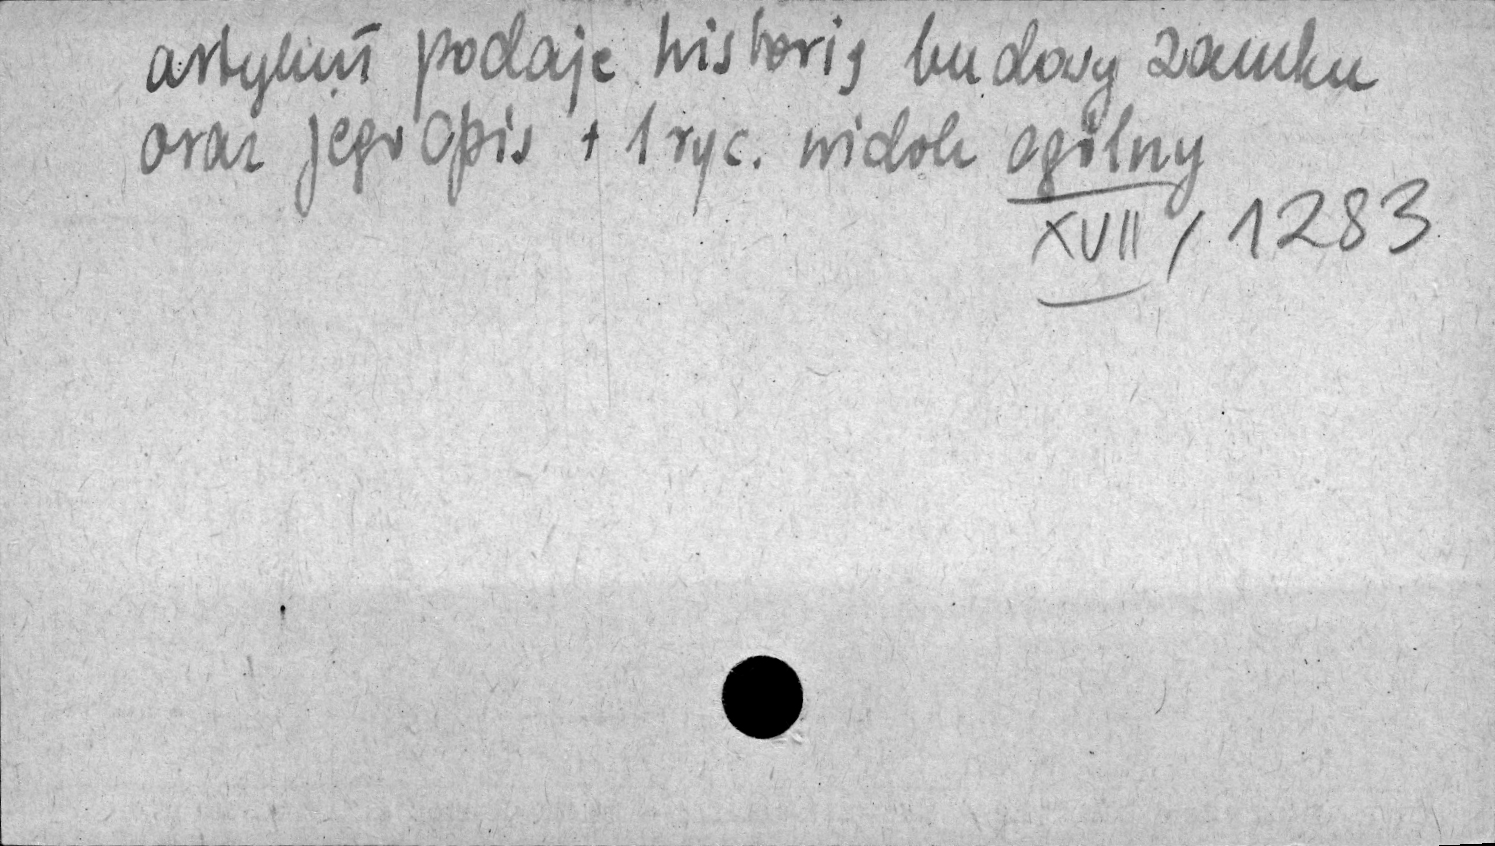 artykuł podaje historię budowy zamku
oraz jego opis + 1 ryc. widok ogólny
XVII / 1283